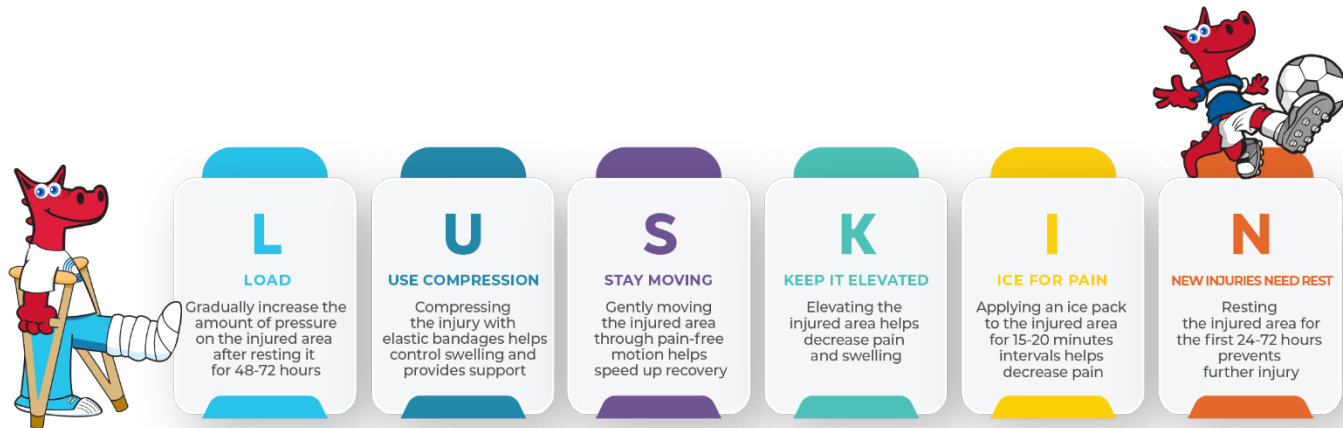 L
LOAD
Gradually increase the
amount of pressure
on the injured area
after resting it
for 48-72 hours
U
USE COMPRESSION
Compressing
the injury with
elastic bandages helps
control swelling and
provides support
S
STAY MOVING
Gently moving
the injured area
through pain-free
motion helps
speed up recovery
K
KEEP IT ELEVATED
Elevating the
injured area helps
decrease pain
and swelling
I
ICE FOR PAIN
Applying an ice pack
to the injured area
for 15-20 minutes
intervals helps
decrease pain
N
NEW INJURIES NEED REST
Resting
the injured area for
the first 24-72 hours
prevents
further injury